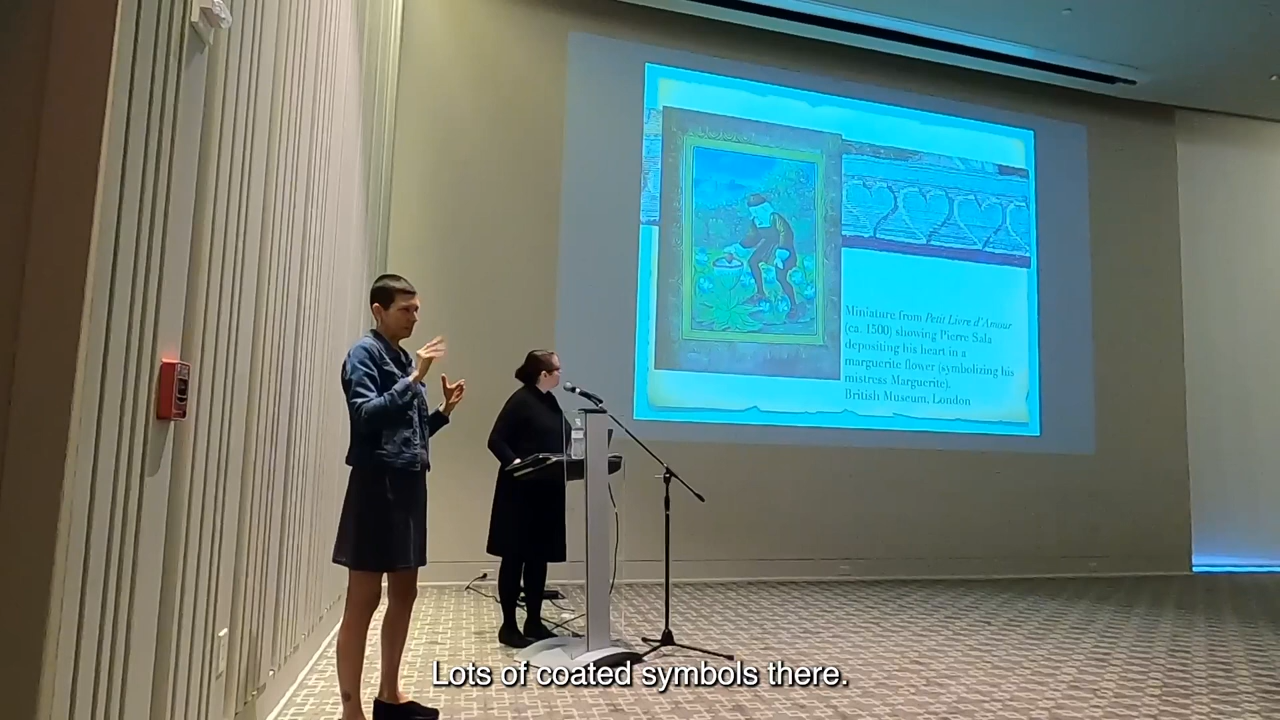 Miniature from Petit Livre d'Amour
(ca. 1500) showing Pierre Sala
depositing his heart in a
marguerite flower (symbolizing his
mistress Marguerite).
British Museum, London
Lots of coated symbols there.